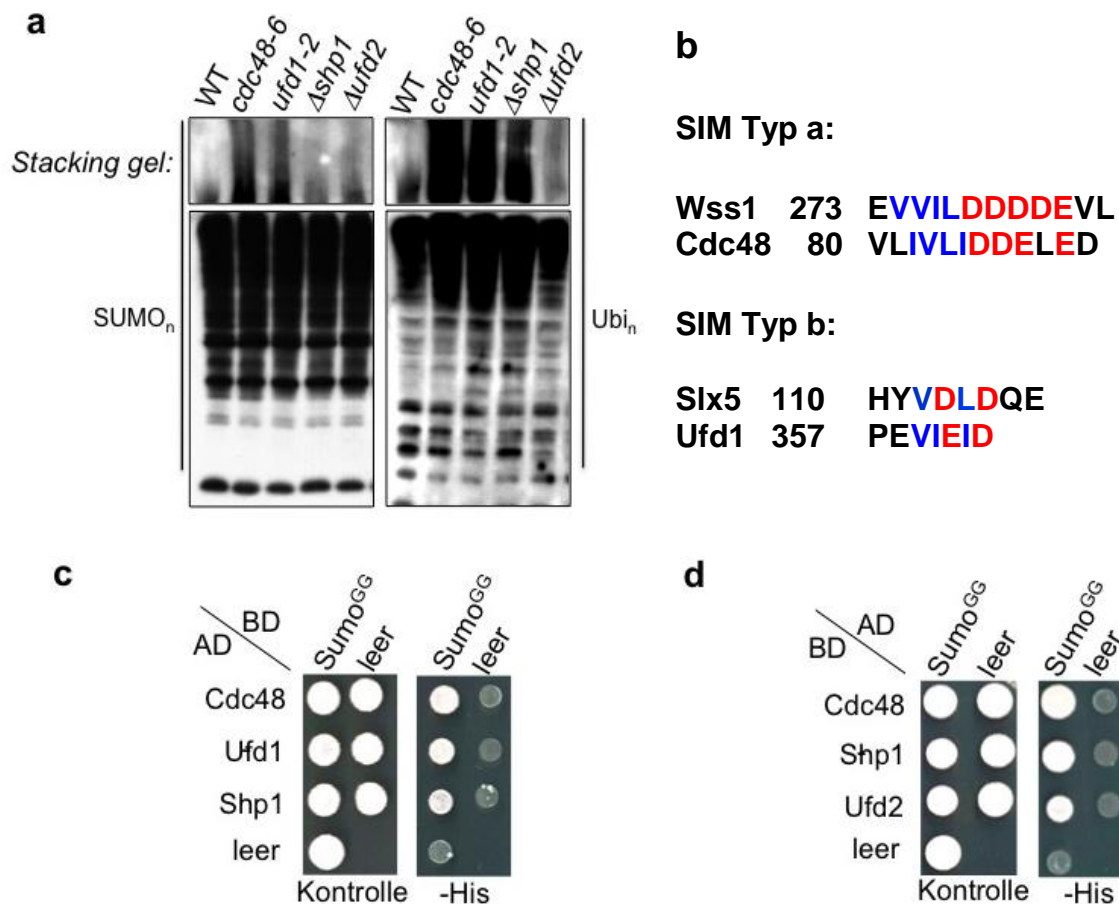 a
WT cdc48-6 ufd1-2 Δshp1 Δufd2
WT cdc48-6 ufd1-2 Δshp1 Δufd2
Stacking gel:
SUMOn
Ubin
b
SIM Typ a:
Wss1 273 EVVILDDDDEVL
Cdc48 80 VLIVLIDDELED
SIM Typ b:
Slx5 110 HYVDLDQE
Ufd1 357 PEVIEID
c
BD
AD
SumoGG leer
SumoGG leer
Cdc48
Ufd1
Shp1
leer
Kontrolle
-His
d
AD
BD
SumoGG leer
SumoGG leer
Cdc48
Shp1
Ufd2
leer
Kontrolle
-His